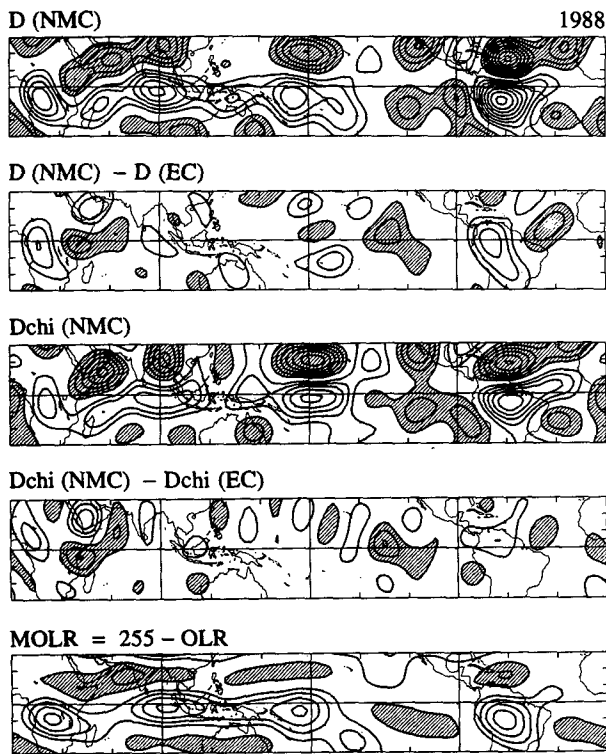 D (NMC) 1988
D (NMC) – D (EC)
Dchi (NMC)
Dchi (NMC) – Dchi (EC)
MOLR = 255 – OLR